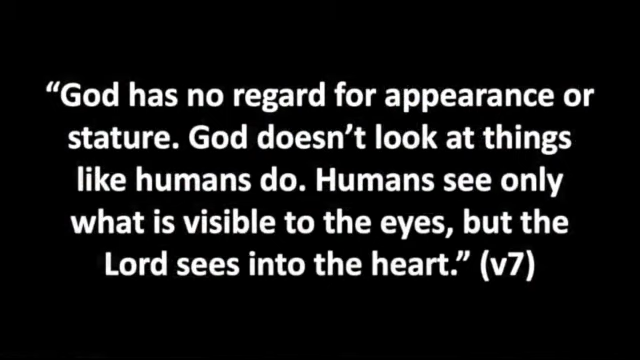 “God has no regard for appearance or
stature. God doesn’t look at things
like humans do. Humans see only
what is visible to the eyes, but the
Lord sees into the heart.” (v7)